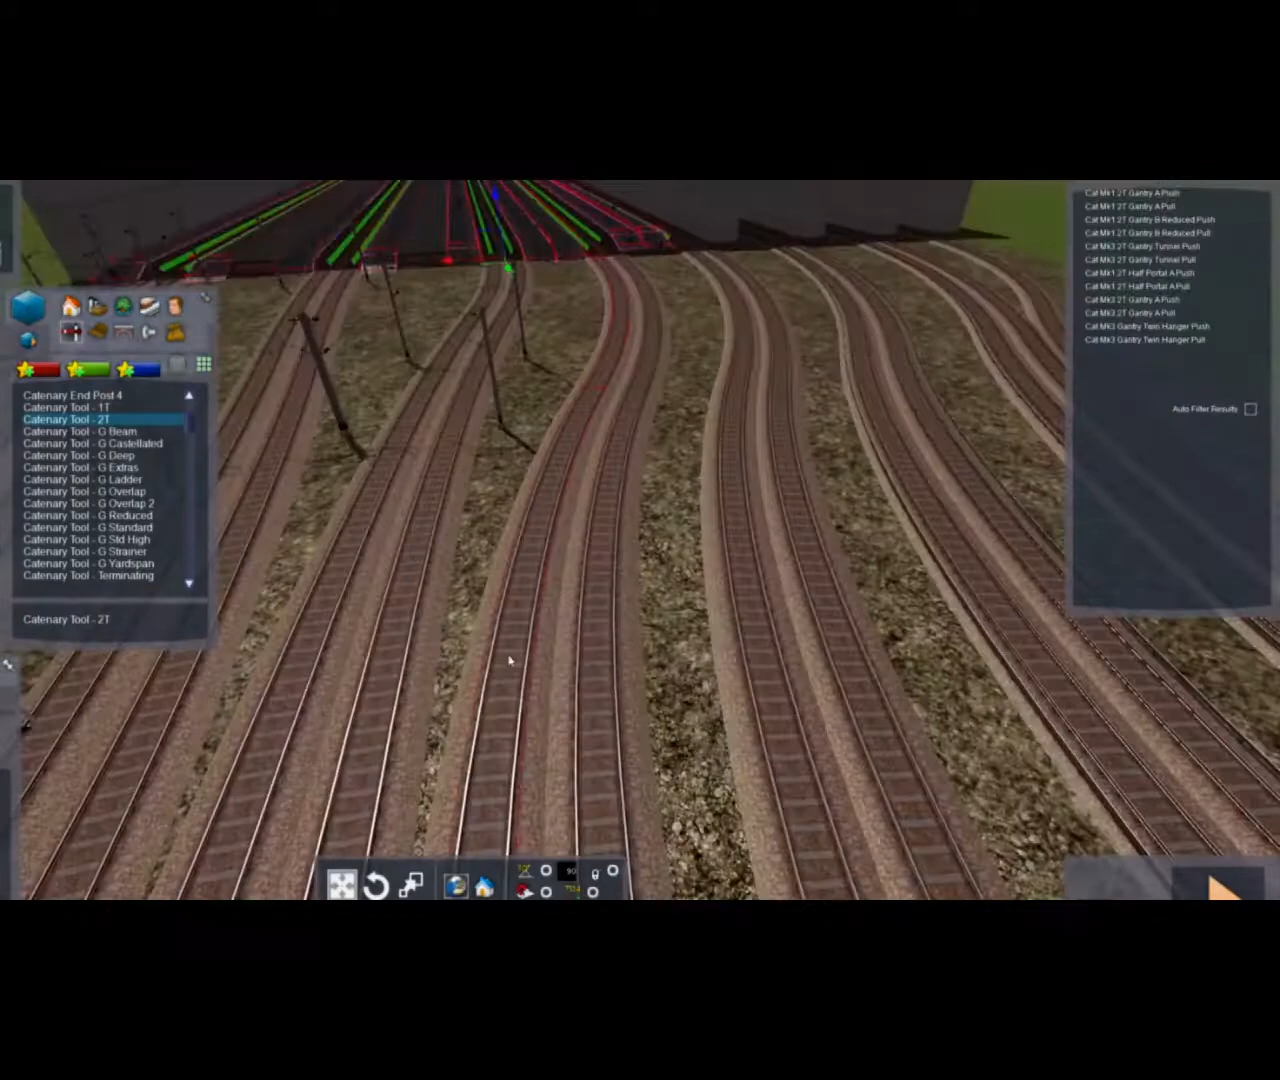 Catenary End Post 4
Catenary Tool - 1T
Catenary Tool - 2T
Catenary Tool - G Beam
Catenary Tool - G Castellated
Catenary Tool - G Deep
Catenary Tool - G Extras
Catenary Tool - G Ladder
Catenary Tool - G Overlap
Catenary Tool - G Overlap 2
Catenary Tool - G Reduced
Catenary Tool - G Standard
Catenary Tool - G Std High
Catenary Tool - G Strainer
Catenary Tool - G Yardspan
Catenary Tool - Terminating
Catenary Tool - 2T
Cat Mk1 2T Gantry A Push
Cat Mk1 2T Gantry A Pull
Cat Mk1 2T Gantry B Reduced Push
Cat Mk1 2T Gantry B Reduced Pull
Cat Mk3 2T Gantry Tunnel Push
Cat Mk3 2T Gantry Tunnel Pull
Cat Mk1 2T Half Portal A Push
Cat Mk1 2T Half Portal A Pull
Cat Mk3 2T Gantry A Push
Cat Mk3 2T Gantry A Pull
Cat Mk3 Gantry Twin Hanger Push
Cat Mk3 Gantry Twin Hanger Pull
Auto Filter Results
90